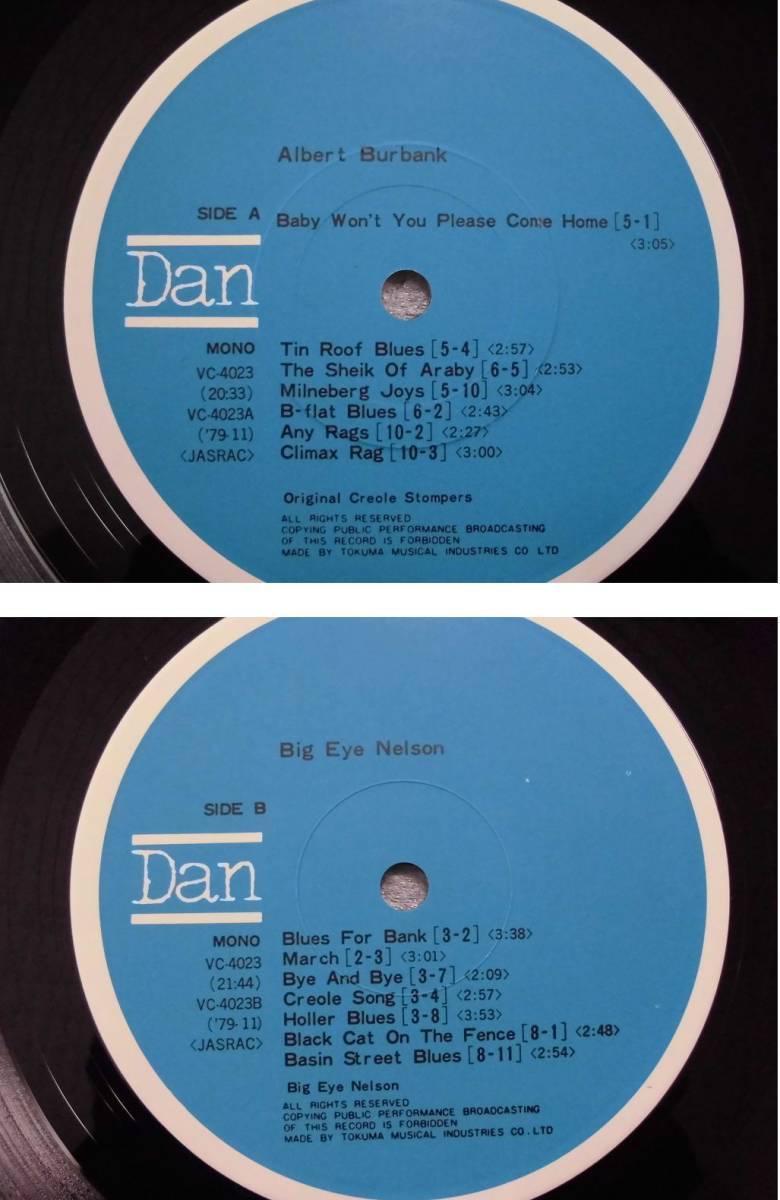 Albert Burbank
SIDE A
Baby Won't You Please Come Home [5-1]
<3:05>
Dan
MONO
VC-4023
(20:33)
VC-4023A
('79-11)
<JASRAC>
Tin Roof Blues [5-4] <2:57>
The Sheik Of Araby [6-5] <2:53>
Milneberg Joys [5-10] <3:04>
B-flat Blues [6-2] <2:43>
Any Rags [10-2] <2:27>
Climax Rag [10-3] <3:00>
Original Creole Stompers
ALL RIGHTS RESERVED
COPYING PUBLIC PERFORMANCE BROADCASTING
OF THIS RECORD IS FORBIDDEN
MADE BY TOKUMA MUSICAL INDUSTRIES CO LTD
Big Eye Nelson
SIDE B
Dan
MONO
VC-4023
(21:44)
VC-4023B
('79-11)
<JASRAC>
Blues For Bank [3-2] <3:38>
March [2-3] <3:01>
Bye And Bye [3-7] <2:09>
Creole Song [3-4] <2:57>
Holler Blues [3-8] <3:53>
Black Cat On The Fence [8-1] <2:48>
Basin Street Blues [8-11] <2:54>
Big Eye Nelson
ALL RIGHTS RESERVED
COPYING PUBLIC PERFORMANCE BROADCASTING
OF THIS RECORD IS FORBIDDEN
MADE BY TOKUMA MUSICAL INDUSTRIES CO. LTD